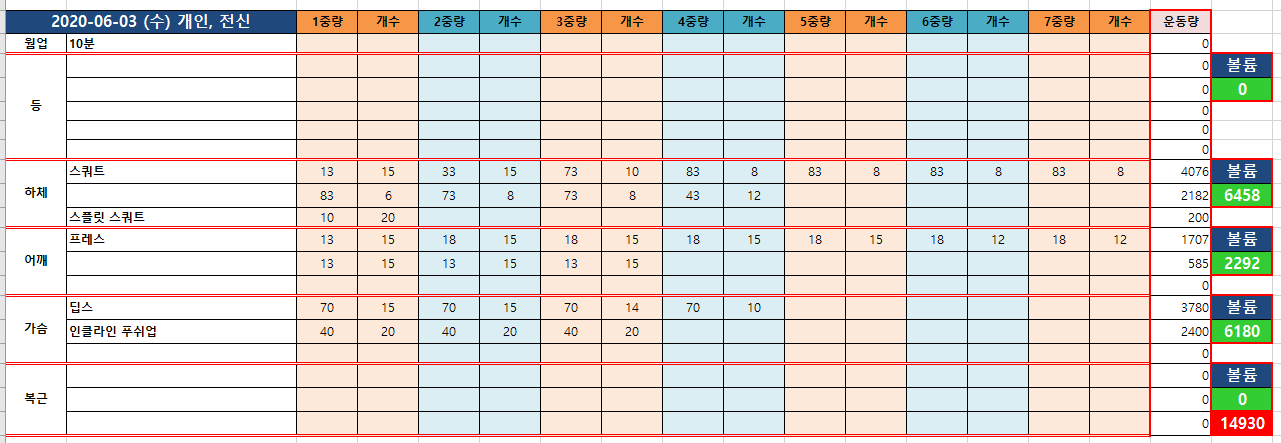 2020-06-03 (수) 개인, 전신 1중량 개수 2중량 개수 3중량 개수 4중량 개수 5중량 개수 6중량 개수 7중량 개수 운동량
웜업 10분 0
0 볼륨
0 0
등
0
0
0
스쿼트 13 15 33 15 73 10 83 8 83 8 83 8 83 8 4076 볼륨
하체 83 6 73 8 73 8 43 12 2182 6458
스플릿 스쿼트 10 20 200
프레스 13 15 18 15 18 15 18 15 18 15 18 12 18 12 1707 볼륨
어깨 13 15 13 15 13 15 585 2292
0
딥스 70 15 70 15 70 14 70 10 3780 볼륨
가슴 인클라인 푸쉬업 40 20 40 20 40 20 2400 6180
0
0 볼륨
복근 0 0
0 14930